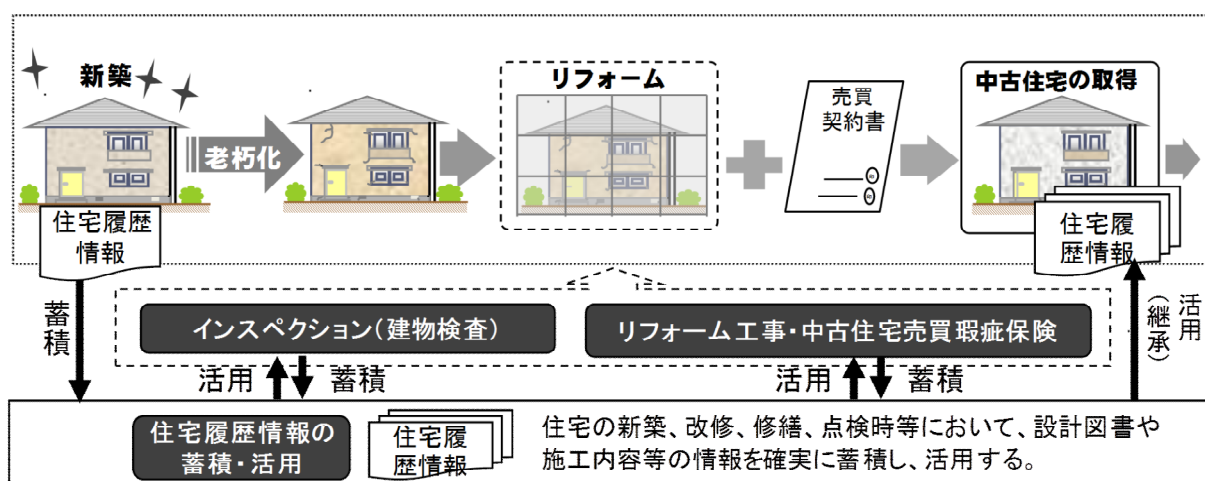 新築
老朽化
リフォーム
売買
契約書
中古住宅の取得
住宅履歴
情報
住宅履
歴情報
蓄積
インスペクション(建物検査)
リフォーム工事・中古住宅売買瑕疵保険
活用
(継承)
活用
蓄積
活用
蓄積
住宅履歴情報の
蓄積・活用
住宅履
歴情報
住宅の新築、改修、修繕、点検時等において、設計図書や
施工内容等の情報を確実に蓄積し、活用する。